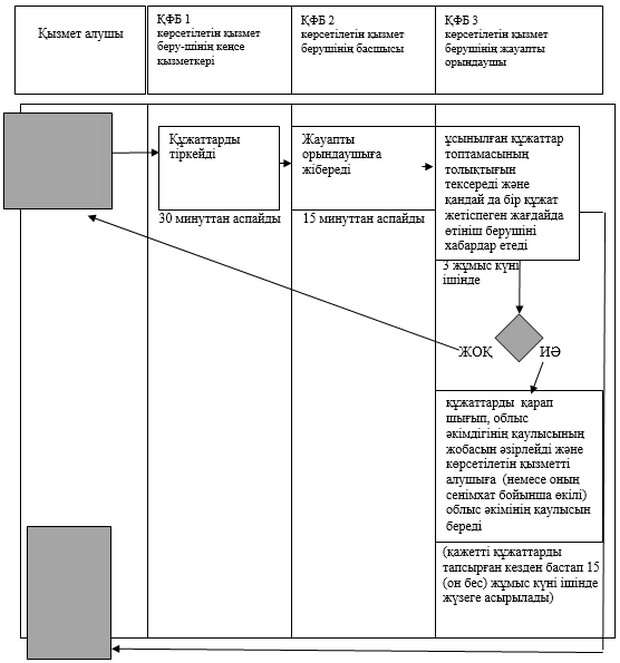 Қызмет алушы
ҚФБ 1
көрсетілетін қызмет
беру-шінің кеңсе
қызметкері
ҚФБ 2
көрсетілетін қызмет
берушінің басшысы
ҚФБ 3
көрсетілетін қызмет
берушінің жауапты
орындаушы
Құжаттарды
тіркейді
30 минуттан аспайды
Жауапты
орындаушыға
жібереді
15 минуттан аспайды
ұсынылған құжаттар
топтамасының
толықтығын
тексереді және
қандай да бір құжат
жетіспеген жағдайда
өтініш берушіні
хабардар етеді
3 жұмыс күні
ішінде
ЖОҚ
ИӘ
құжаттарды қарап
шығып, облыс
әкімдігінің қаулысының
жобасын әзірлейді және
көрсетілетін қызметті
алушыға (немесе оның
сенімхат бойынша өкілі)
облыс әкімінің қаулысын
береді
(қажетті құжаттарды
тапсырған кезден бастап 15
(он бес) жұмыс күні ішінде
жүзеге асырылады)